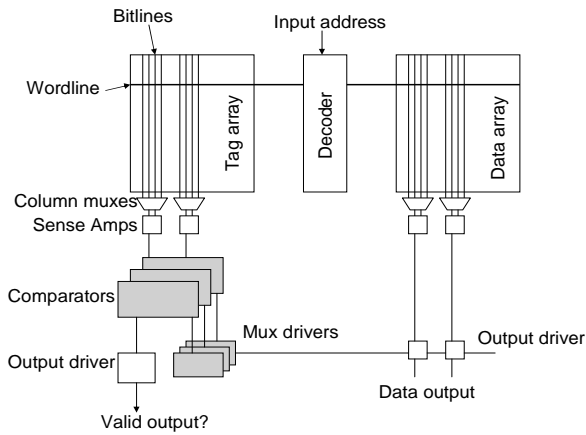 Bitlines
Input address
Wordline
Tag array
Decoder
Data array
Column muxes
Sense Amps
Comparators
Mux drivers
Output driver
Output driver
Data output
Valid output?